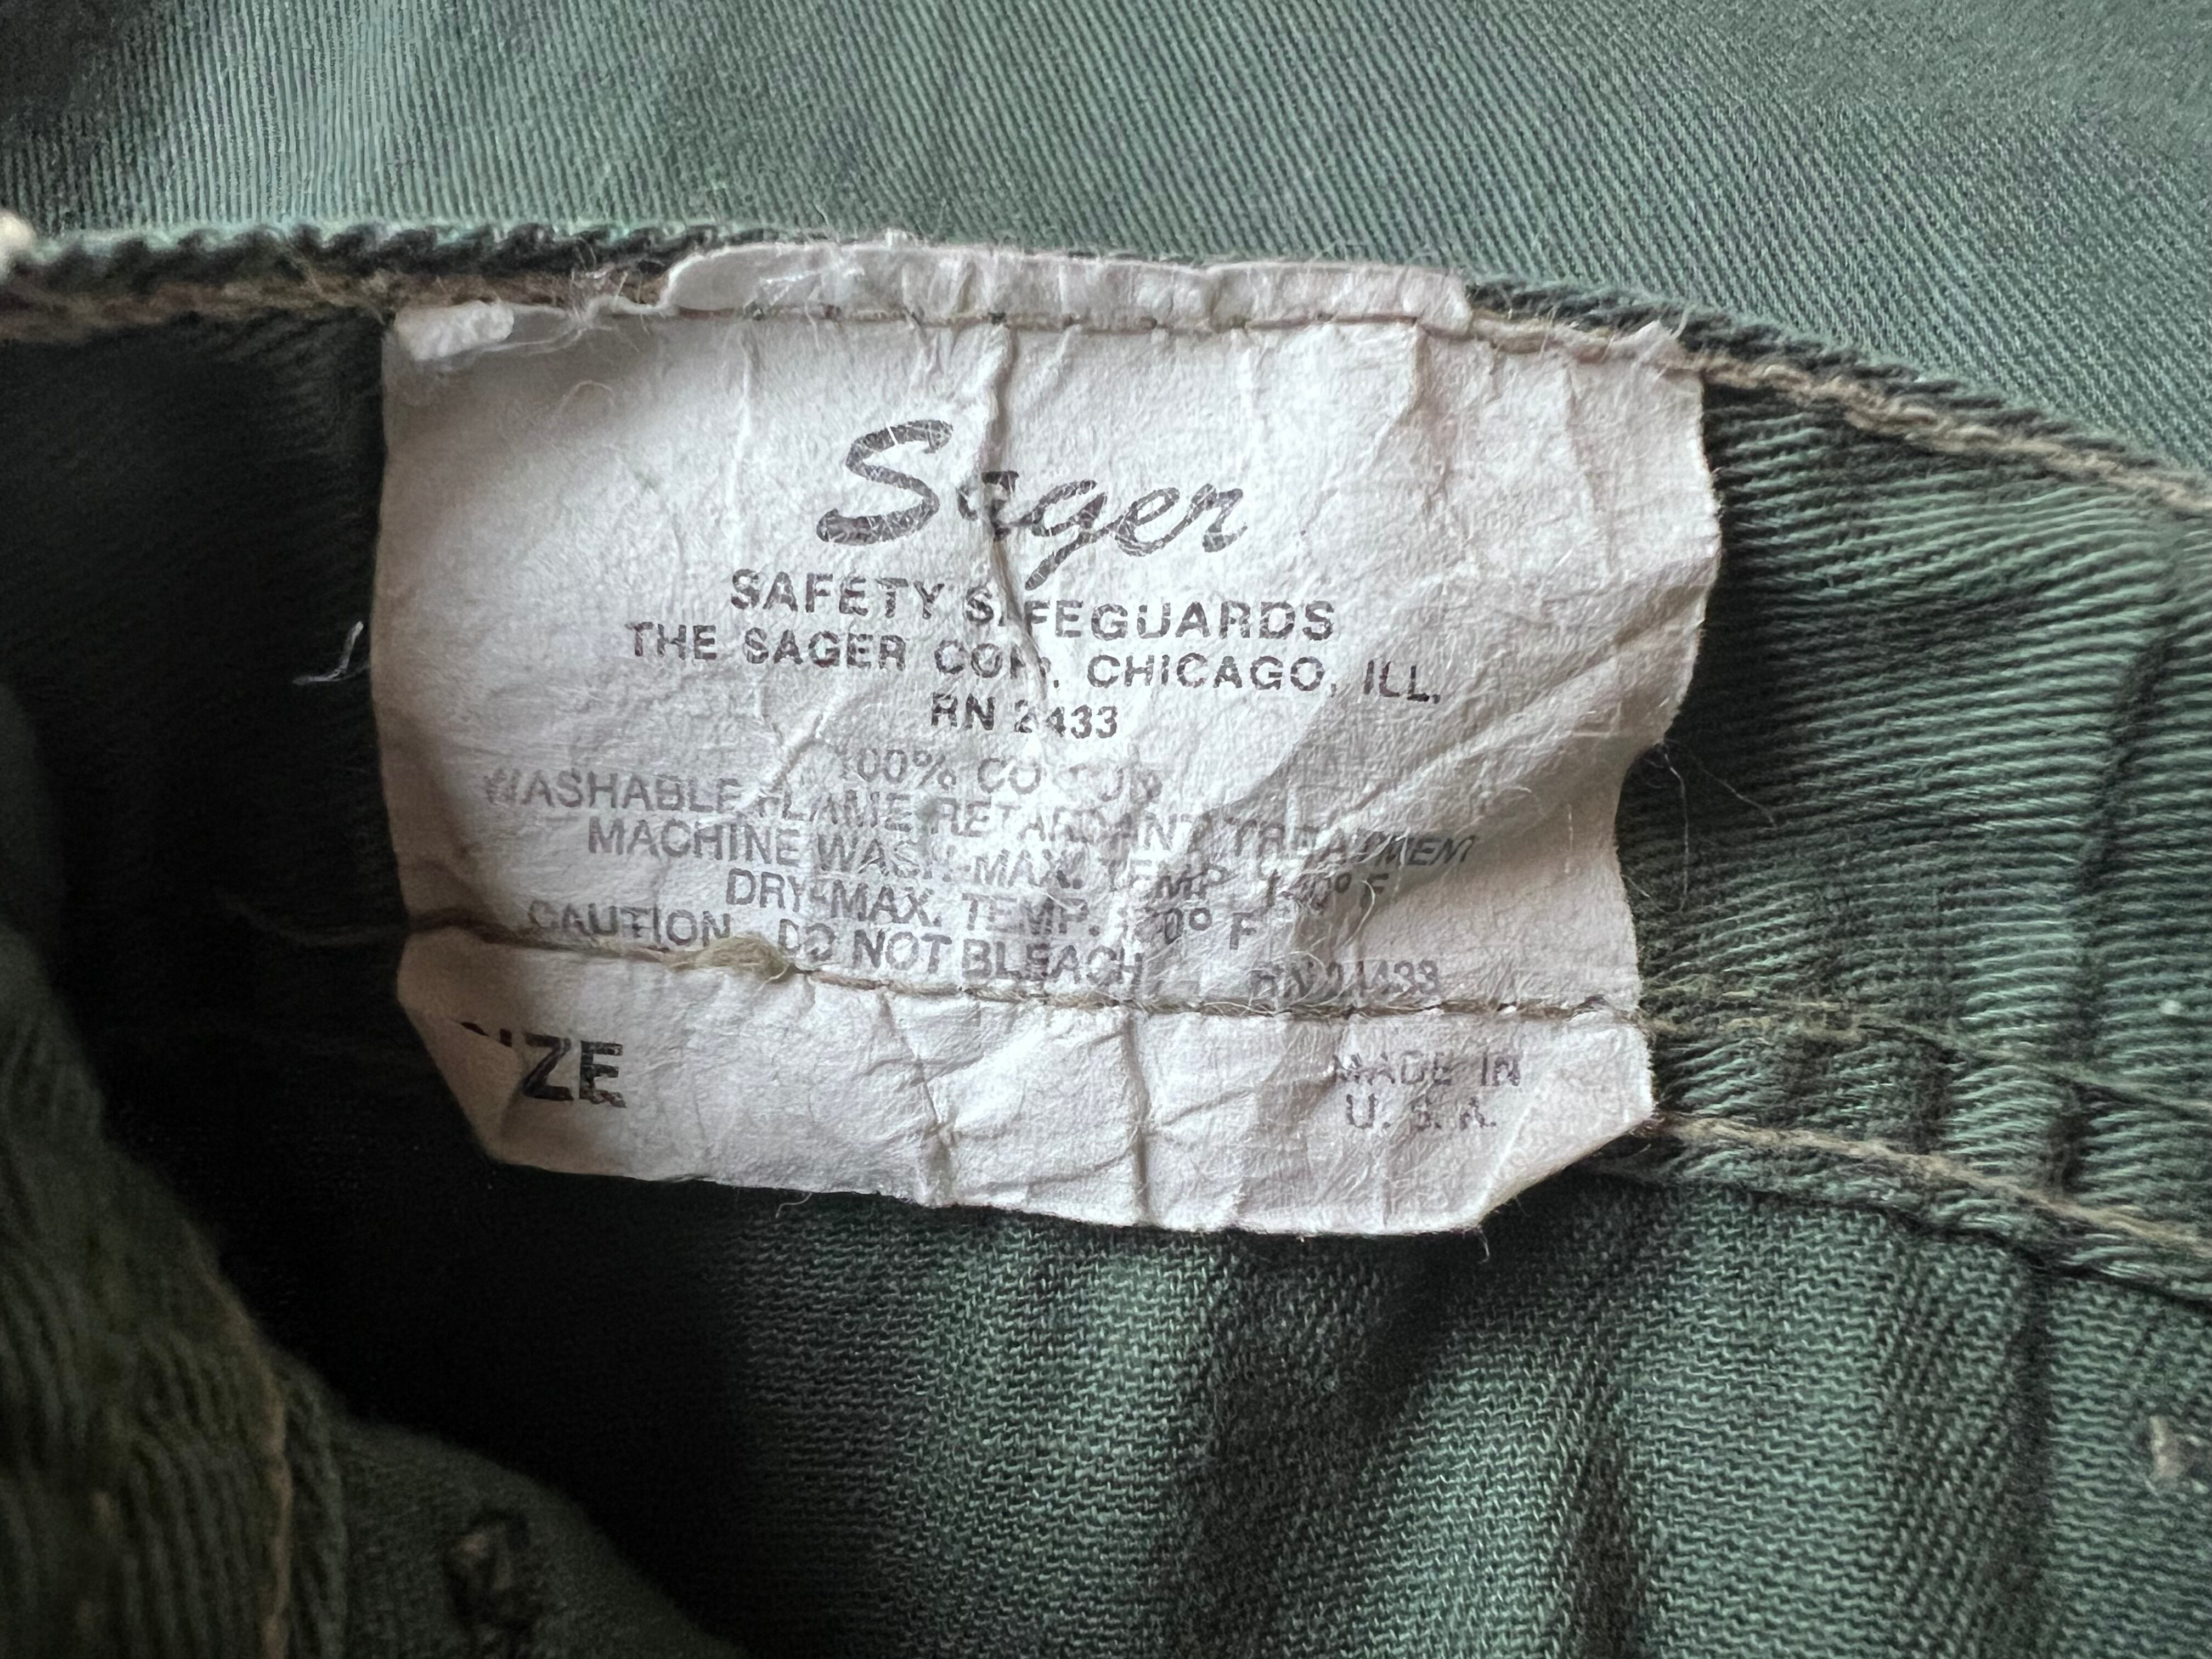 Sager
SAFETY SAFEGUARDS
THE SAGER CORP. CHICAGO, ILL.
RN 2433
100% COTTON
WASHABLE FLAME RETARDANT TREATMENT
MACHINE WASH-MAX. TEMP. 140° F
DRY-MAX. TEMP. ° F
CAUTION - DO NOT BLEACH
SIZE
MADE IN
U. S. A.